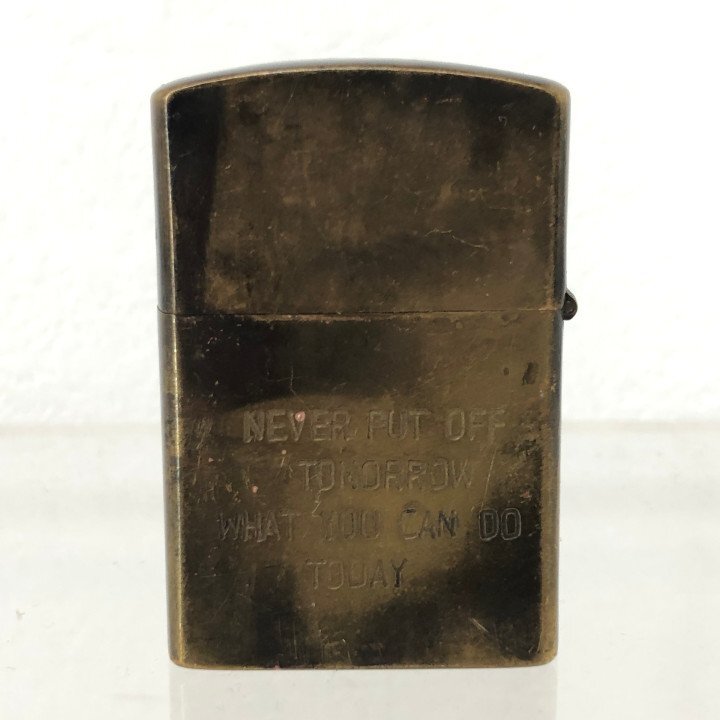 NEVER PUT OFF
TOMORROW
WHAT YOU CAN DO
TODAY